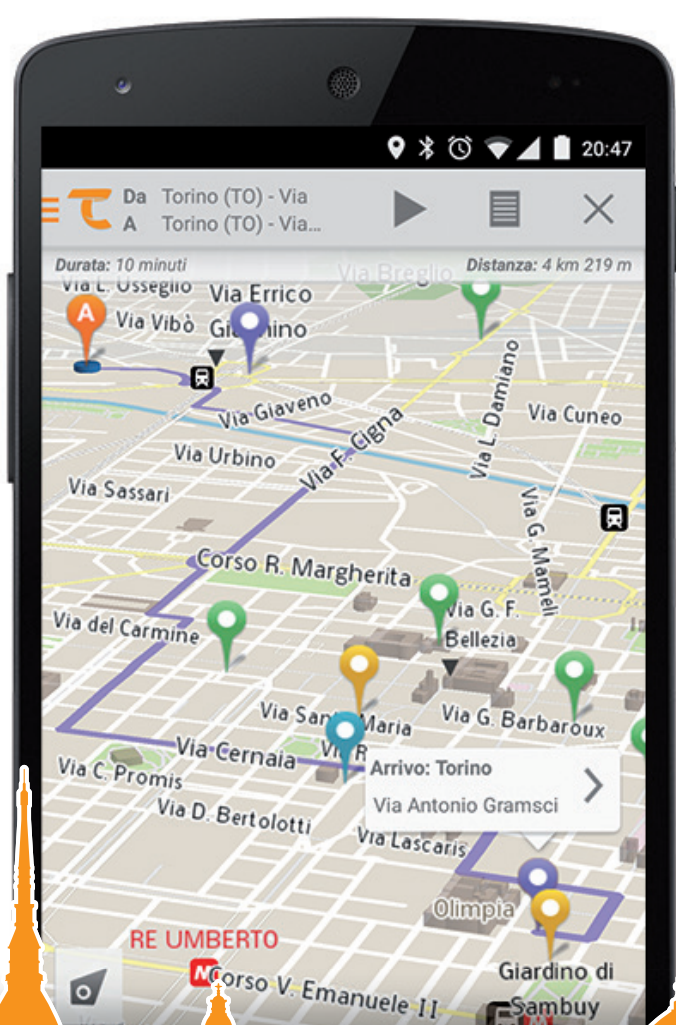 20:47
Da Torino (TO) - Via
A Torino (TO) - Via...
Durata: 10 minuti
Distanza: 4 km 219 m
Via Breglio
Via L. Usseglio
Via Errico
Giachino
Via Vibò
A
Via Giaveno
Via L. Damiano
Via Cuneo
Via F. Cigna
Via Urbino
Via Sassari
Via G. Mameli
Corso R. Margherita
Via G. F.
Bellezia
Via del Carmine
Via Santa Maria
Via G. Barbaroux
Via Cernaia
Via C. Promis
Arrivo: Torino
Via Antonio Gramsci
Via D. Bertolotti
Via Lascaris
Olimpia
RE UMBERTO
M
Corso V. Emanuele II
Giardino di
Sambuy